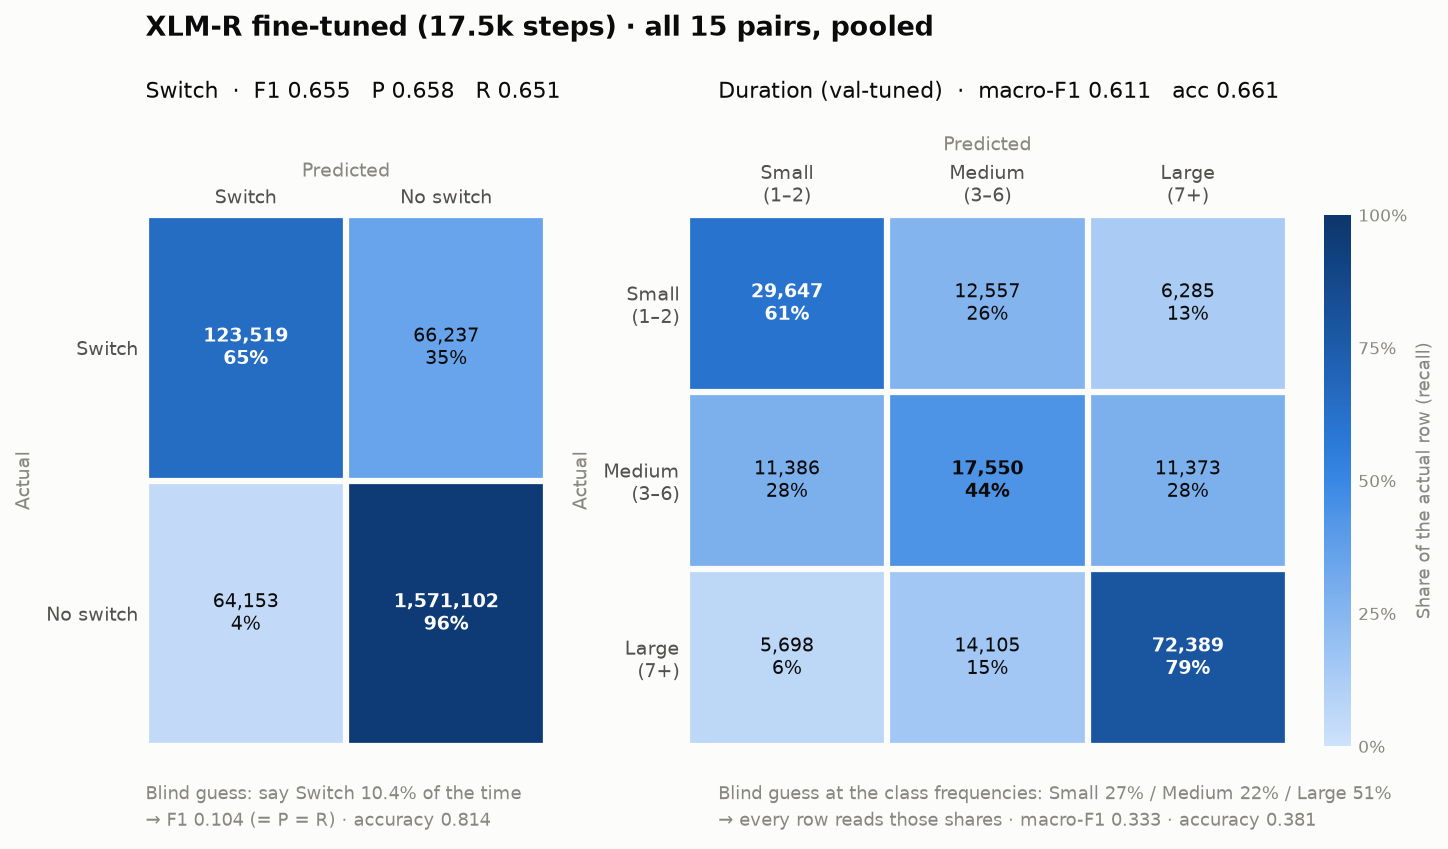 XLM-R fine-tuned (17.5k steps) · all 15 pairs, pooled
Switch · F1 0.655 P 0.658 R 0.651
Predicted
Switch No switch
Actual
Switch
123,519
65%
66,237
35%
No switch
64,153
4%
1,571,102
96%
Blind guess: say Switch 10.4% of the time
→ F1 0.104 (= P = R) · accuracy 0.814
Duration (val-tuned) · macro-F1 0.611 acc 0.661
Predicted
Small
(1–2)
Medium
(3–6)
Large
(7+)
Actual
Small
(1–2)
29,647
61%
12,557
26%
6,285
13%
Medium
(3–6)
11,386
28%
17,550
44%
11,373
28%
Large
(7+)
5,698
6%
14,105
15%
72,389
79%
100%
75%
50%
25%
0%
Share of the actual row (recall)
Blind guess at the class frequencies: Small 27% / Medium 22% / Large 51%
→ every row reads those shares · macro-F1 0.333 · accuracy 0.381